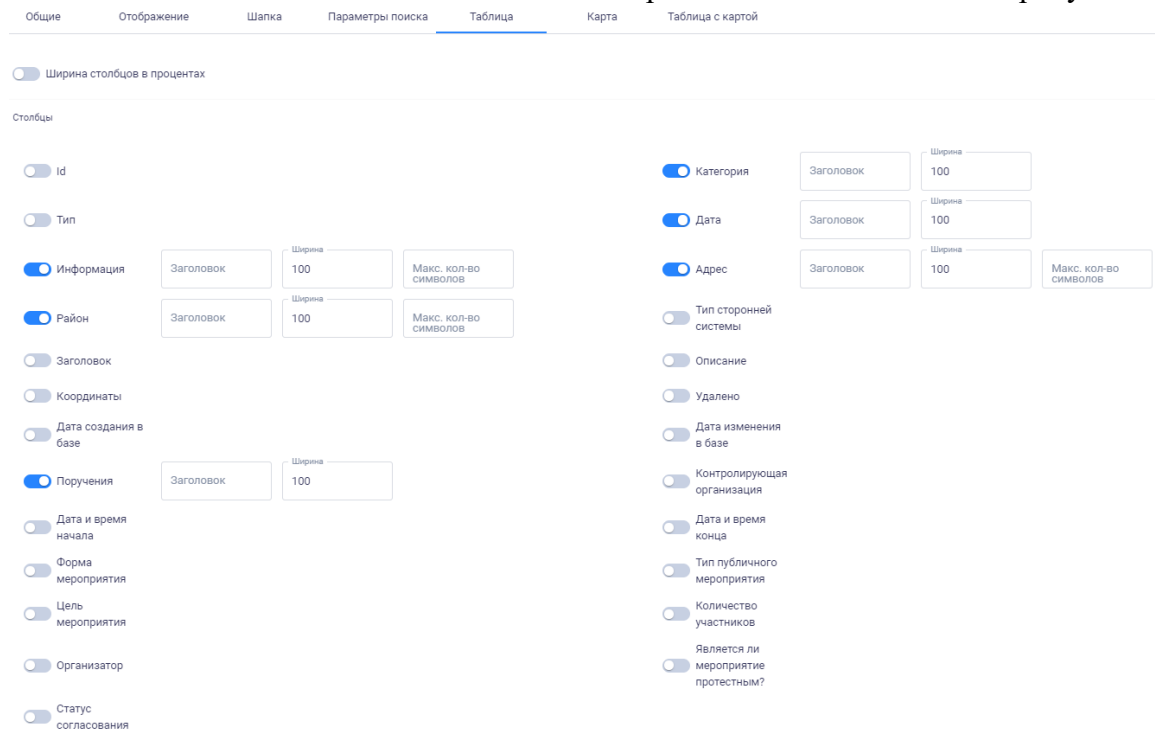 Общие Отображение Шапка Параметры поиска Таблица Карта Таблица с картой
Ширина столбцов в процентах
Столбцы
Id
Категория Заголовок Ширина 100
Тип
Дата Заголовок Ширина 100
Информация Заголовок Ширина 100 Макс. кол-во
символов
Адрес Заголовок Ширина 100 Макс. кол-во
символов
Район Заголовок Ширина 100 Макс. кол-во
символов
Тип сторонней
системы
Заголовок
Описание
Координаты
Удалено
Дата создания в
базе
Дата изменения
в базе
Поручения Заголовок Ширина 100
Контролирующая
организация
Дата и время
начала
Дата и время
конца
Форма
мероприятия
Тип публичного
мероприятия
Цель
мероприятия
Количество
участников
Организатор
Является ли
мероприятие
протестным?
Статус
согласования